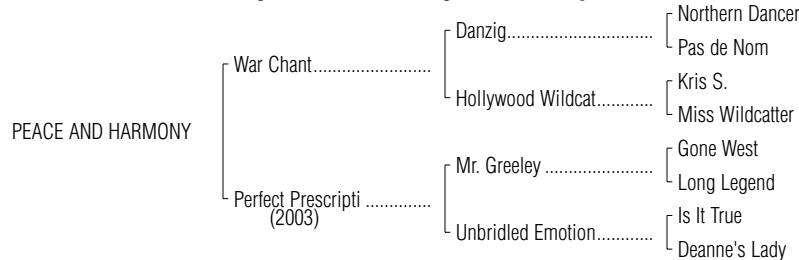 Northern Dancer
Danzig..............................
Pas de Nom
War Chant........................
Kris S.
Hollywood Wildcat............
Miss Wildcatter
PEACE AND HARMONY
Gone West
Mr. Greeley ......................
Long Legend
Perfect Prescripti ..............
(2003)
Is It True
Unbridled Emotion............
Deanne's Lady